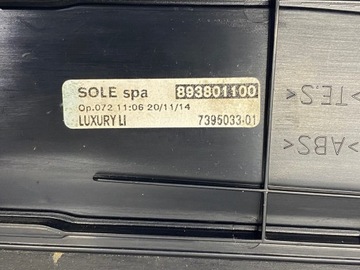 SOLE spa 893801100
Op.072 11:06 20/11/14
LUXURY LI 7395033-01
>T.E.S<
>ABS<